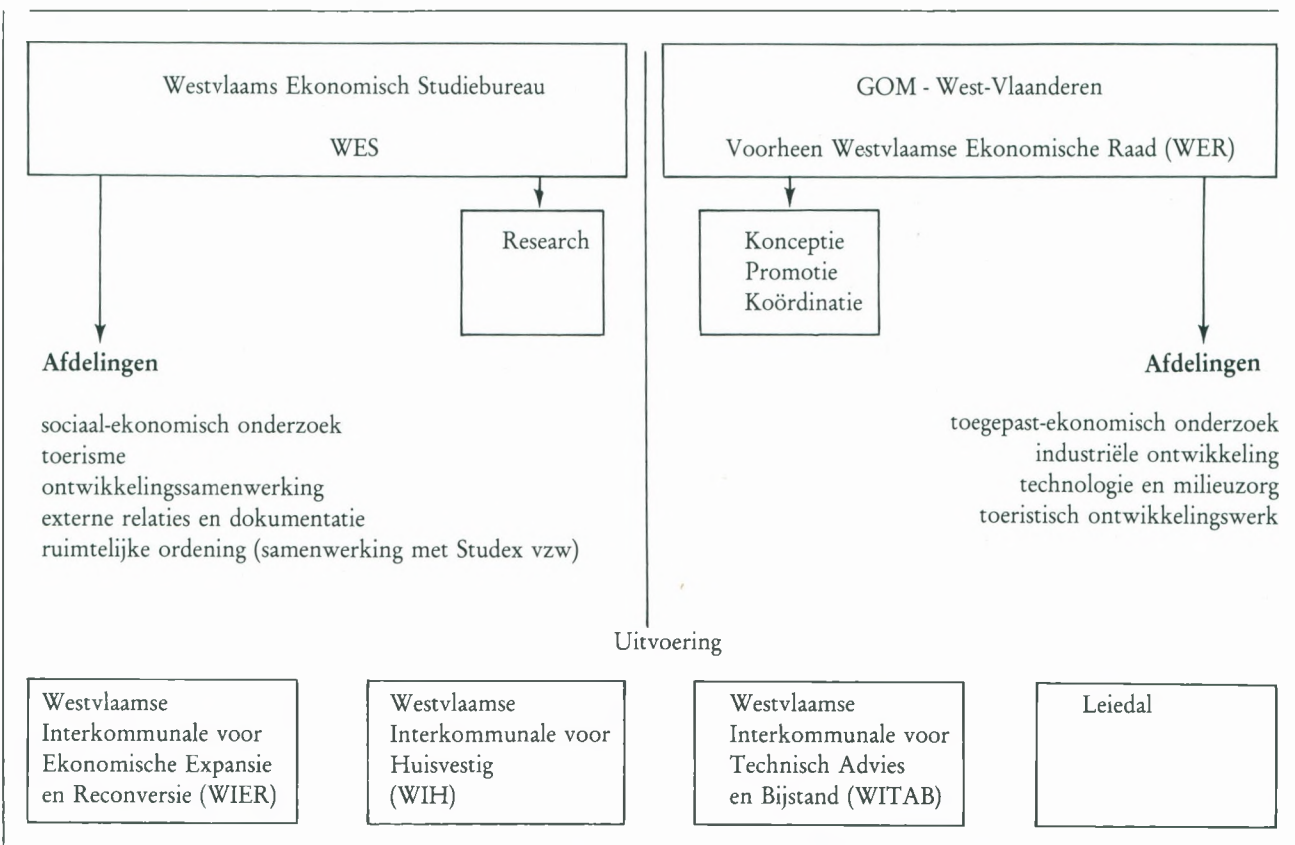 Westvlaams Ekonomisch Studiebureau
WES
GOM - West-Vlaanderen
Voorheen Westvlaamse Ekonomische Raad (WER)
Research
Konceptie
Promotie
Koördinatie
Afdelingen
sociaal-ekonomisch onderzoek
toerisme
ontwikkelingssamenwerking
externe relaties en dokumentatie
ruimtelijke ordening (samenwerking met Studex vzw)
Afdelingen
toegepast-ekonomisch onderzoek
industriële ontwikkeling
technologie en milieuzorg
toeristisch ontwikkelingswerk
Uitvoering
Westvlaamse
Interkommunale voor
Ekonomische Expansie
en Reconversie (WIER)
Westvlaamse
Interkommunale voor
Huisvestig
(WIH)
Westvlaamse
Interkommunale voor
Technisch Advies
en Bijstand (WITAB)
Leiedal